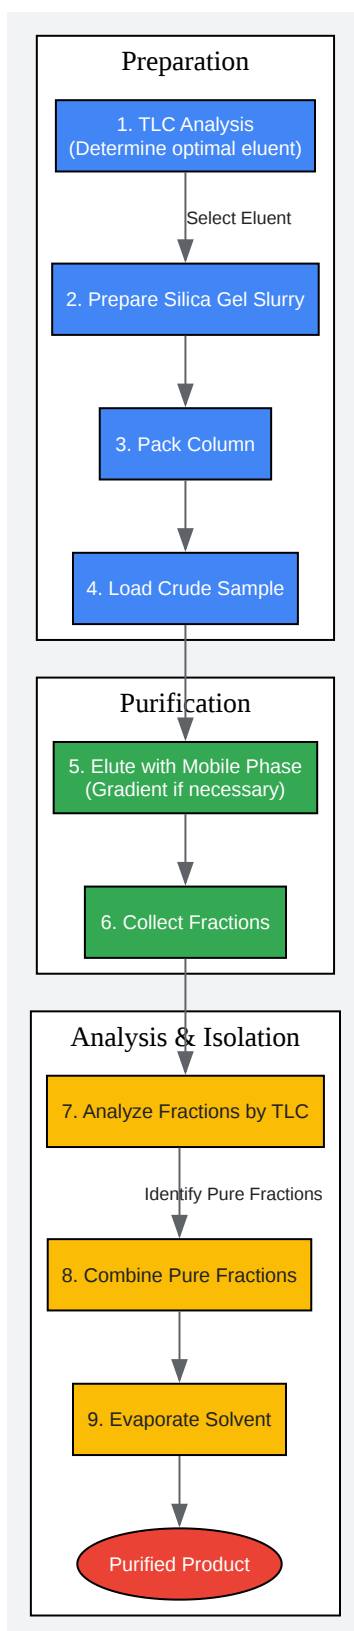 Preparation
1. TLC Analysis
(Determine optimal eluent)
Select Eluent
2. Prepare Silica Gel Slurry
3. Pack Column
4. Load Crude Sample
Purification
5. Elute with Mobile Phase
(Gradient if necessary)
6. Collect Fractions
Analysis & Isolation
7. Analyze Fractions by TLC
Identify Pure Fractions
8. Combine Pure Fractions
9. Evaporate Solvent
Purified Product